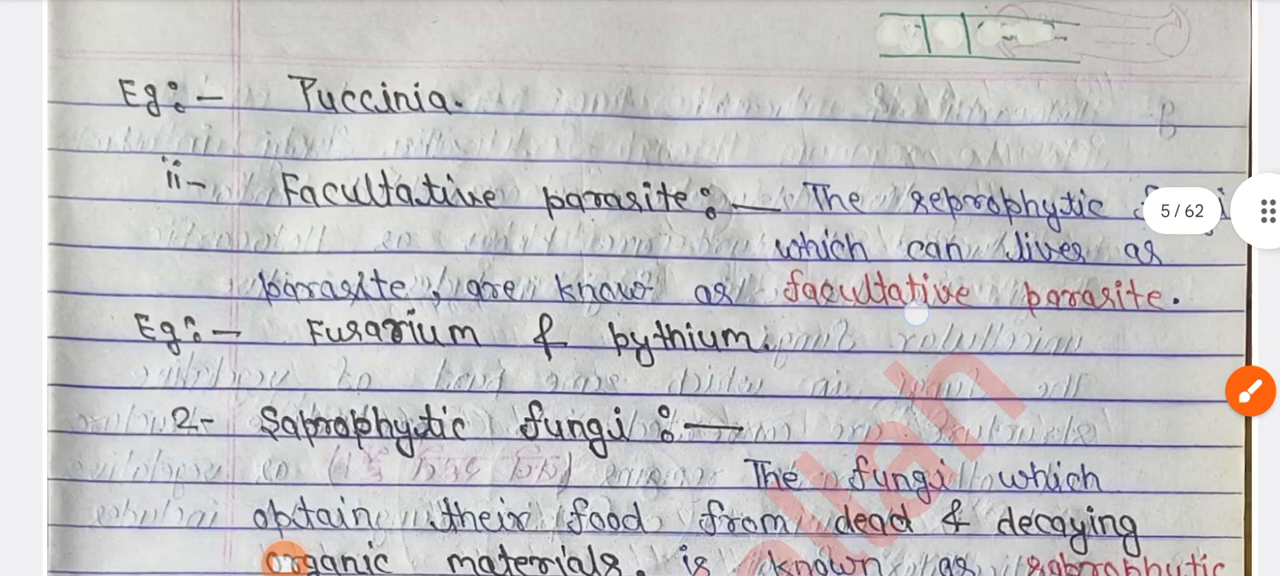 Eg:- Puccinia.
ii- Facultative parasite:- The seprophytic
5 / 62
which can lives as
parasite, are know as facultative parasite.
Eg:- Fusarium & pythium.
2- Saprophytic fungi :-
The fungi which
obtain their food from dead & decaying
organic materials, is known as saprophytic